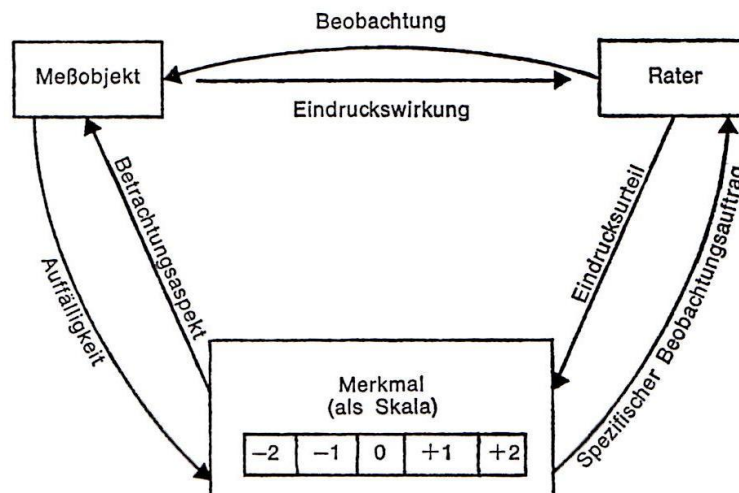 Beobachtung
Meßobjekt
Rater
Eindruckswirkung
Betrachtungsaspekt
Auffälligkeit
Eindrucksurteil
Spezifischer Beobachtungsauftrag
Merkmal
(als Skala)
−2 −1 0 +1 +2